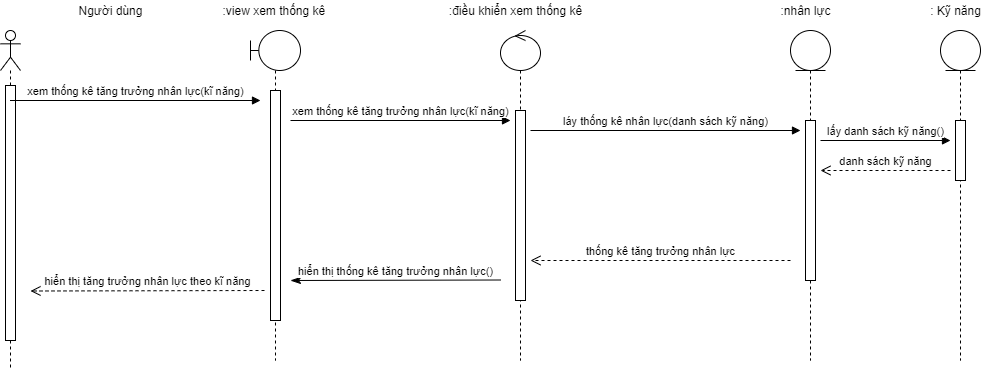 Người dùng
:view xem thống kê
:điều khiển xem thống kê
:nhân lực
: Kỹ năng
xem thống kê tăng trưởng nhân lực(kĩ năng)
xem thống kê tăng trưởng nhân lực(kĩ năng)
láy thống kê nhân lực(danh sách kỹ năng)
lấy danh sách kỹ năng()
danh sách kỹ năng
thống kê tăng trưởng nhân lực
hiển thị thống kê tăng trưởng nhân lực()
hiển thị tăng trưởng nhân lực theo kĩ năng